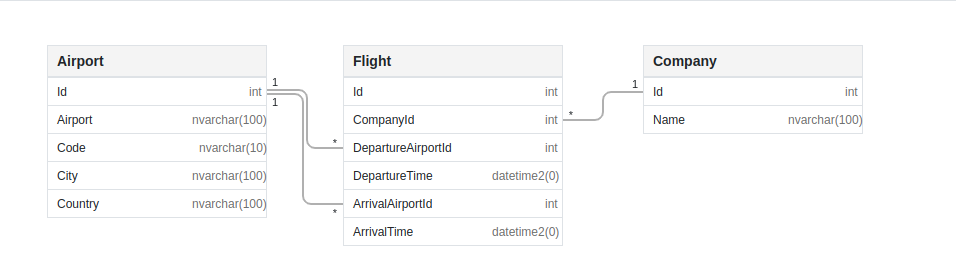 Airport
Id int
Airport nvarchar(100)
Code nvarchar(10)
City nvarchar(100)
Country nvarchar(100)
1
1
*
*
Flight
Id int
CompanyId int
DepartureAirportId int
DepartureTime datetime2(0)
ArrivalAirportId int
ArrivalTime datetime2(0)
*
1
Company
Id int
Name nvarchar(100)